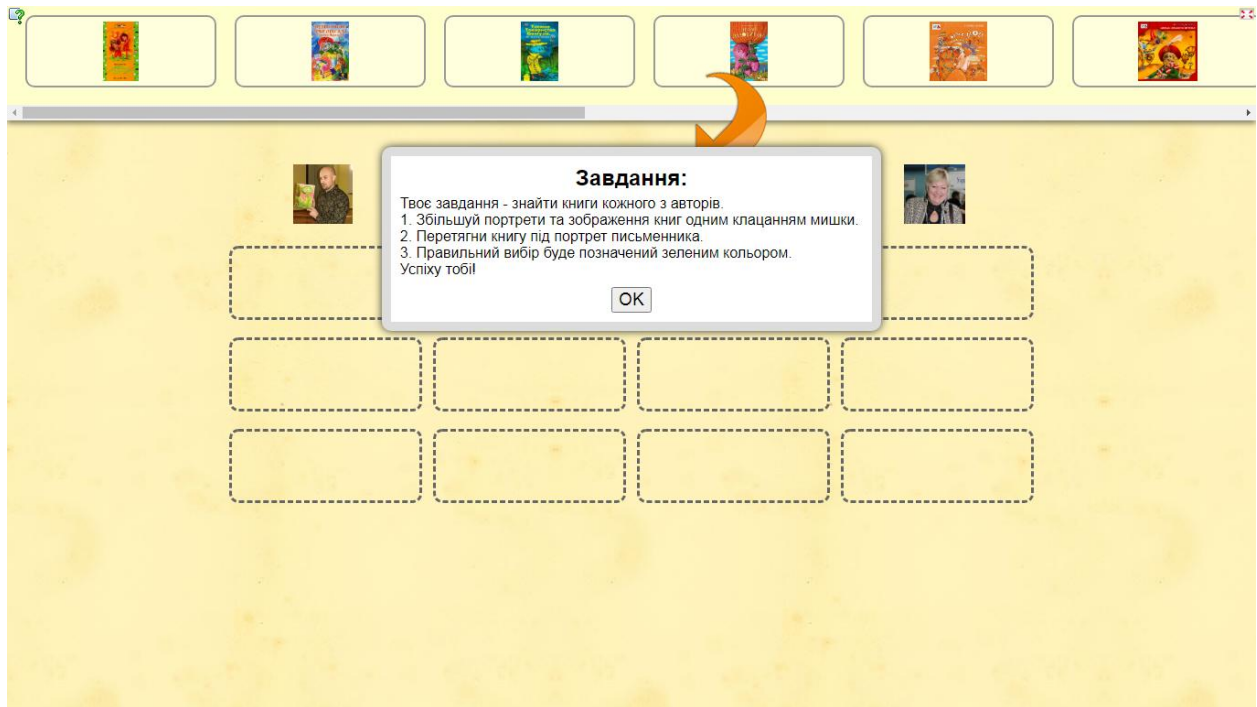 Завдання:
Твоє завдання - знайти книги кожного з авторів.
1. Збільшуй портрети та зображення книг одним клацанням мишки.
2. Перетягни книгу під портрет письменника.
3. Правильний вибір буде позначений зеленим кольором.
Успіху тобі!
OK